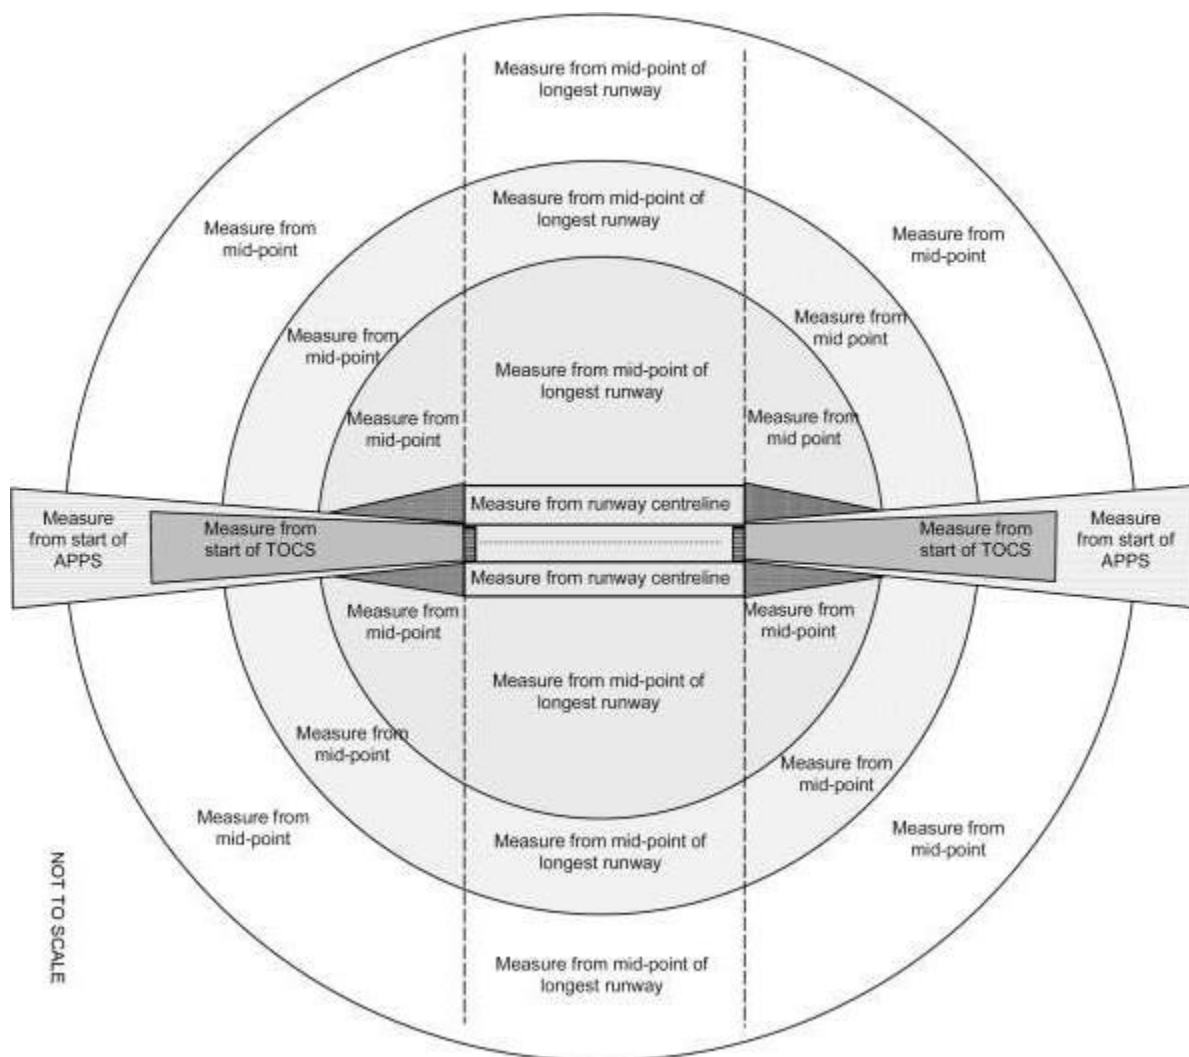 Measure from mid-point of
longest runway
Measure from mid-point of
longest runway
Measure from
mid-point
Measure from
mid-point
Measure from
mid-point
Measure from
mid point
Measure from mid-point of
longest runway
Measure from
mid-point
Measure from
mid point
Measure from runway centreline
Measure
from start of
APPS
Measure from
start of TOCS
Measure from
start of TOCS
Measure
from start of
APPS
Measure from runway centreline
Measure from
mid-point
Measure from
mid-point
Measure from mid-point of
longest runway
Measure from
mid-point
Measure from
mid-point
Measure from
mid-point
Measure from
mid-point
Measure from mid-point of
longest runway
NOT TO SCALE
Measure from mid-point of
longest runway